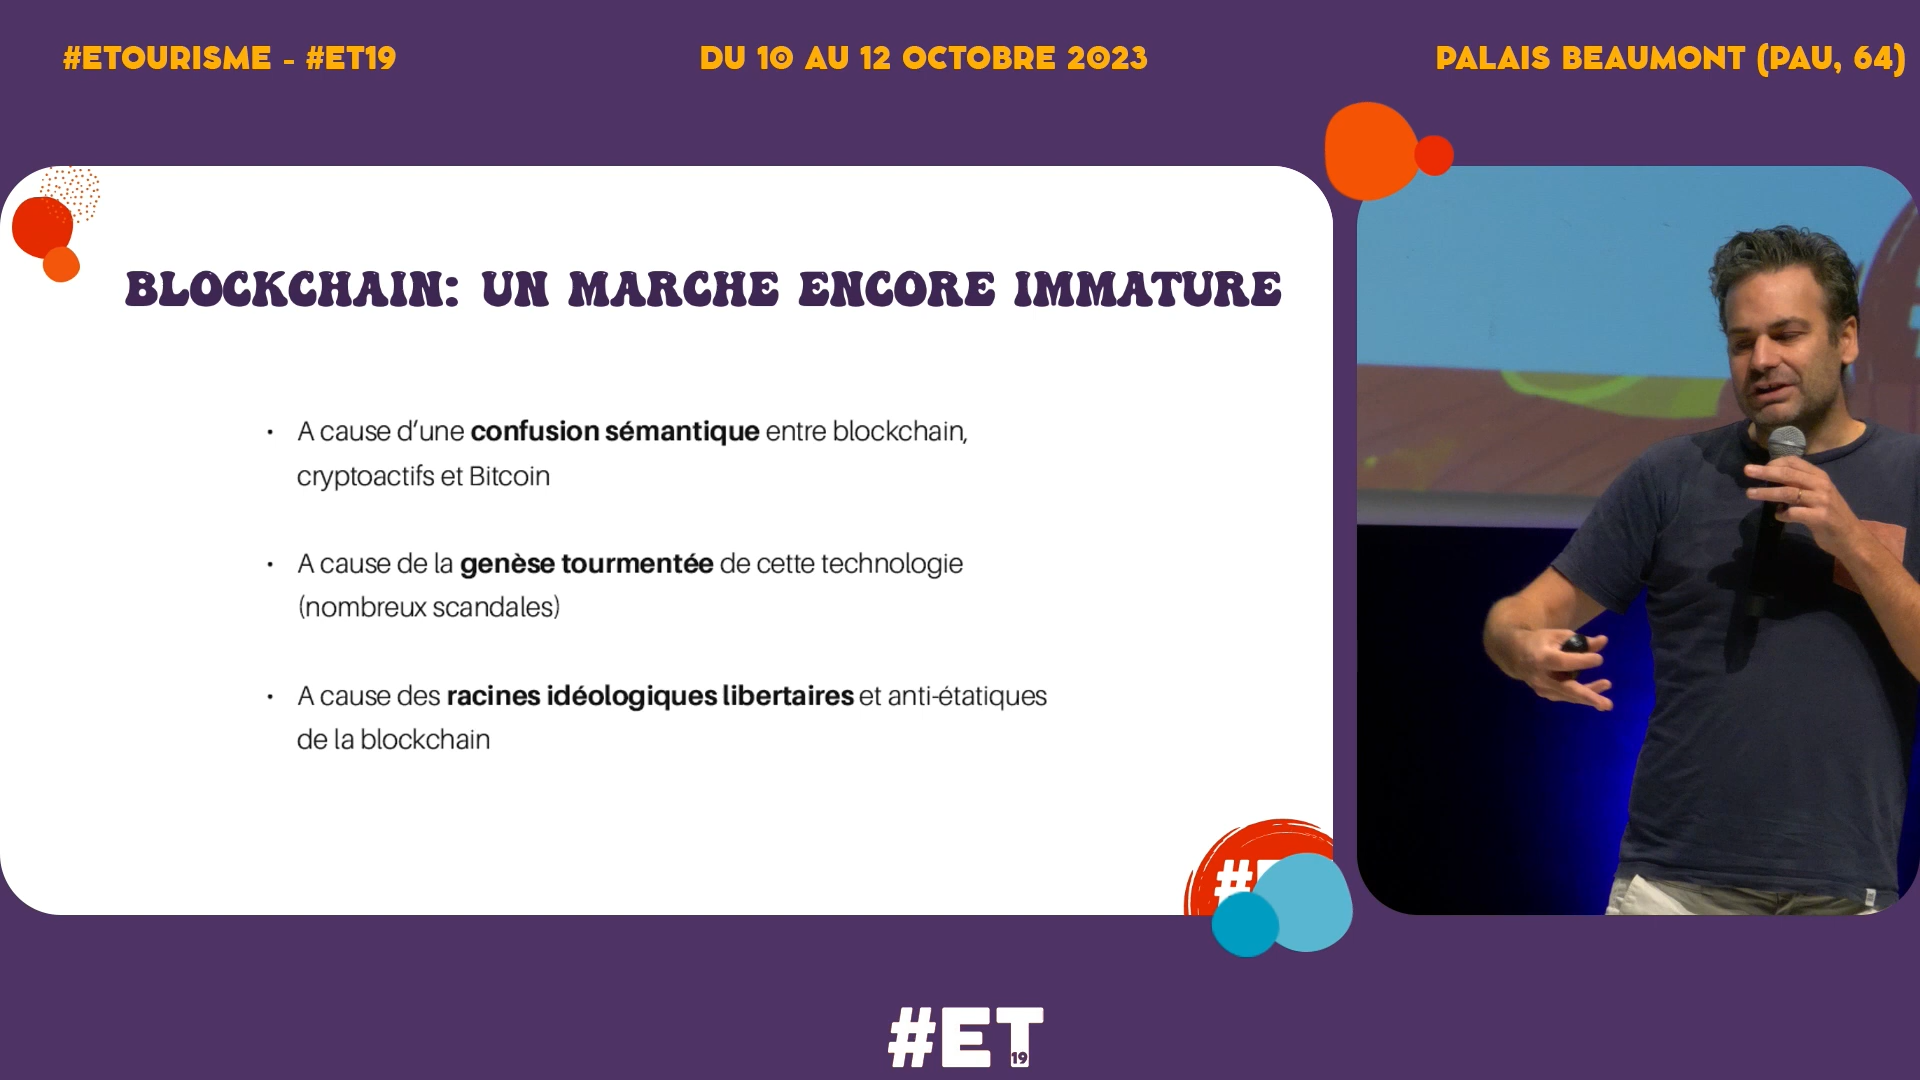 #ETOURISME - #ET19
DU 10 AU 12 OCTOBRE 2023
PALAIS BEAUMONT (PAU, 64)
BLOCKCHAIN: UN MARCHE ENCORE IMMATURE
• A cause d'une confusion sémantique entre blockchain,
cryptoactifs et Bitcoin
• A cause de la genèse tourmentée de cette technologie
(nombreux scandales)
• A cause des racines idéologiques libertaires et anti-étatiques
de la blockchain
#ET
19